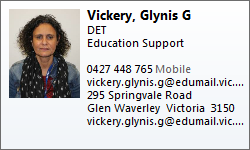 Vickery, Glynis G
DET
Education Support
0427 448 765 Mobile
vickery.glynis.g@edumail.vic....
295 Springvale Road
Glen Waverley Victoria 3150
vickery.glynis.g@edumail.vic....